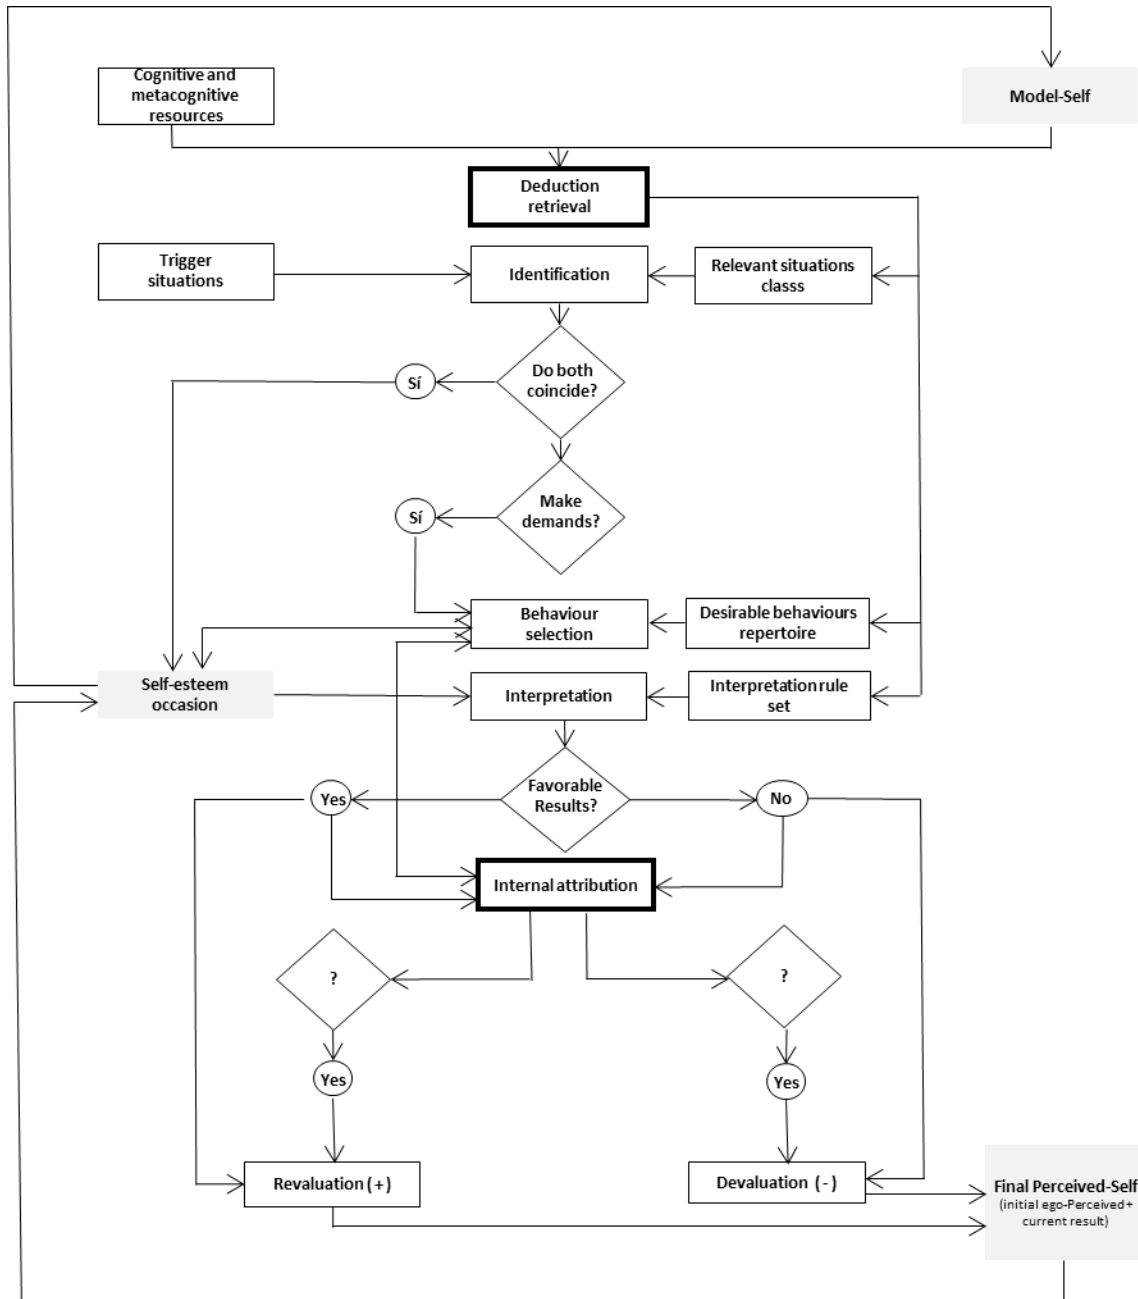 Cognitive and
metacognitive
resources
Model-Self
Deduction
retrieval
Trigger
situations
Identification
Relevant situations
classs
Do both
coincide?
Sí
Make
demands?
Sí
Behaviour
selection
Desirable behaviours
repertoire
Self-esteem
occasion
Interpretation
Interpretation rule
set
Favorable
Results?
Yes
No
Internal attribution
?
?
Yes
Yes
Revaluation (+)
Devaluation (-)
Final Perceived-Self
(initial ego-Perceived +
current result)